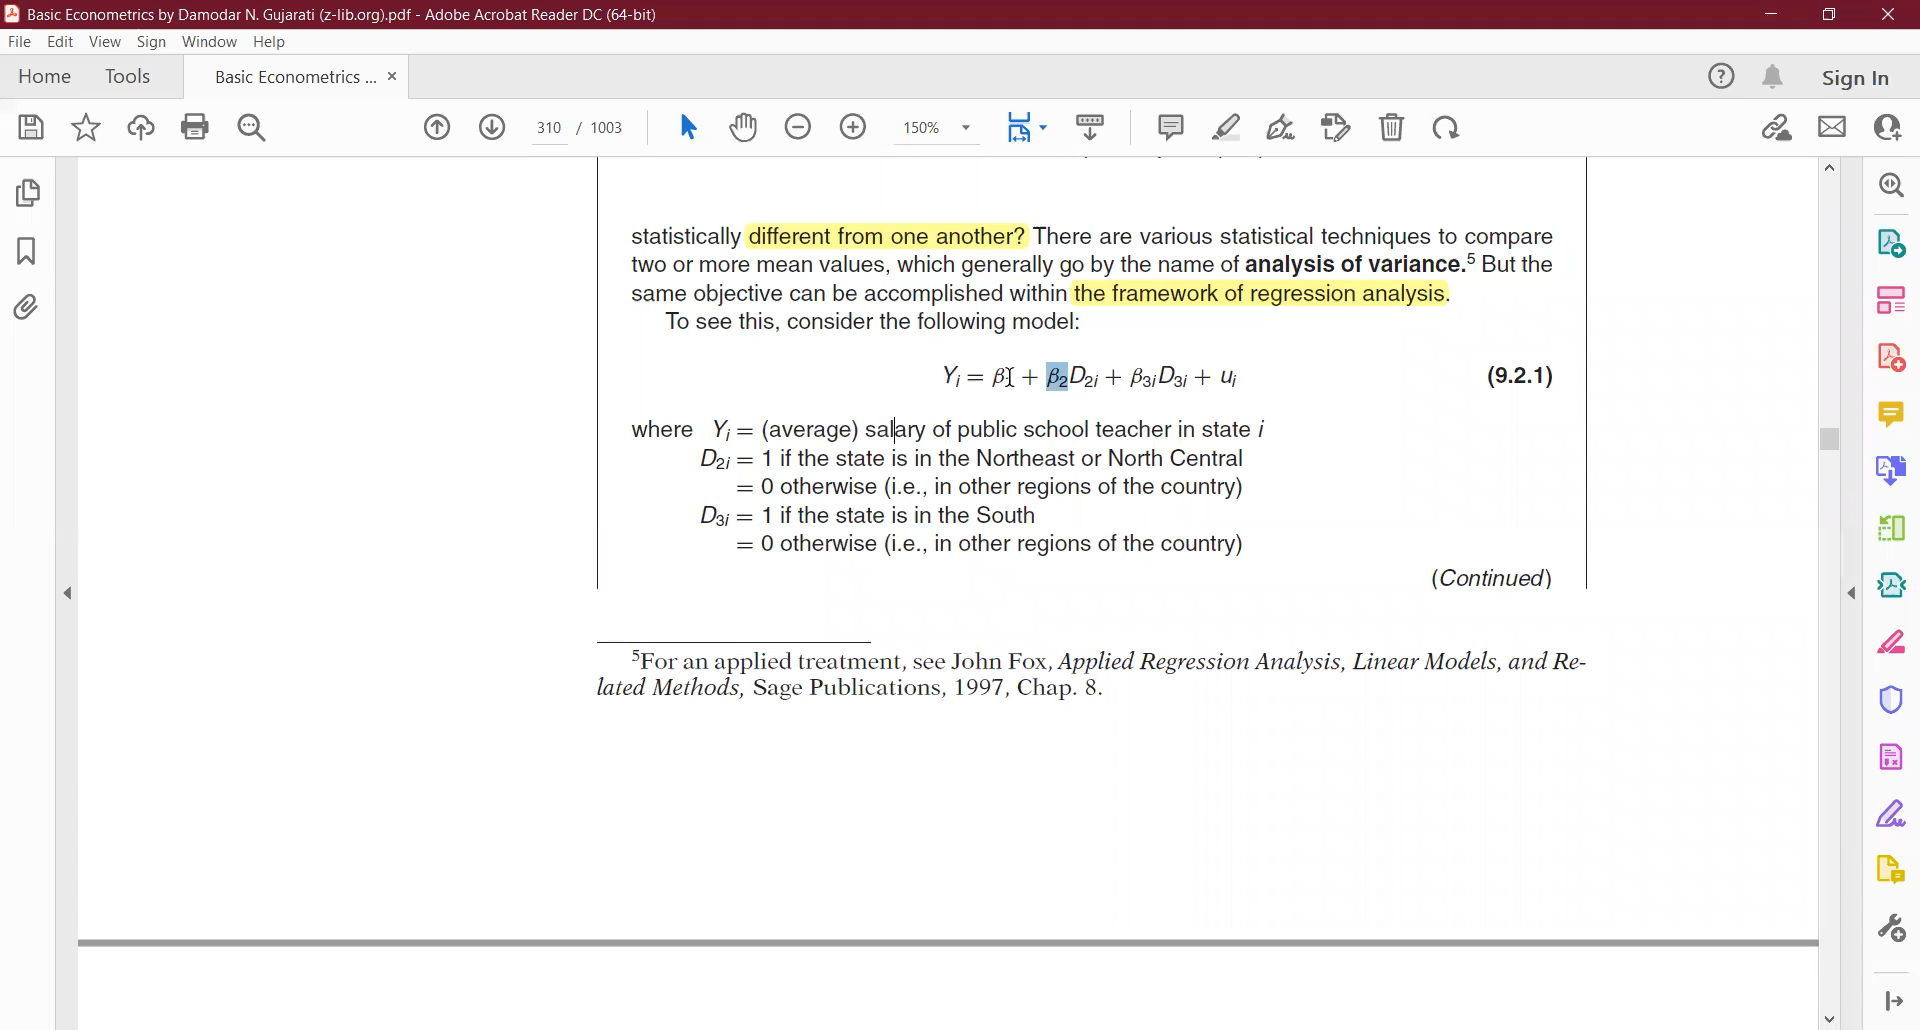 Basic Econometrics by Damodar N. Gujarati (z-lib.org).pdf - Adobe Acrobat Reader DC (64-bit)
File Edit View Sign Window Help
Home Tools Basic Econometrics ... × Sign In
310 / 1003 150%
statistically different from one another? There are various statistical techniques to compare
two or more mean values, which generally go by the name of analysis of variance.⁵ But the
same objective can be accomplished within the framework of regression analysis.
To see this, consider the following model:
Yᵢ = β₁ + β₂D₂ᵢ + β₃ᵢD₃ᵢ + uᵢ (9.2.1)
where Yᵢ = (average) salary of public school teacher in state i
D₂ᵢ = 1 if the state is in the Northeast or North Central
= 0 otherwise (i.e., in other regions of the country)
D₃ᵢ = 1 if the state is in the South
= 0 otherwise (i.e., in other regions of the country)
(Continued)
⁵For an applied treatment, see John Fox, Applied Regression Analysis, Linear Models, and Re-
lated Methods, Sage Publications, 1997, Chap. 8.